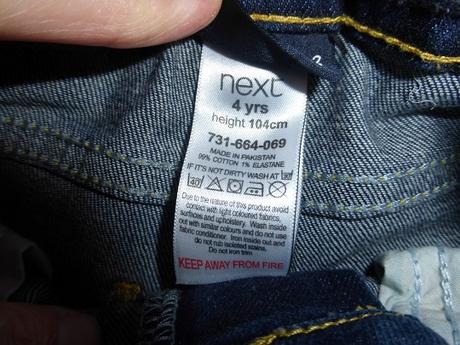 next
4 yrs
height 104cm
731-664-069
MADE IN PAKISTAN
99% COTTON 1% ELASTANE
IF IT'S NOT DIRTY WASH AT 30°
40
Due to the nature of this product avoid
contact with light coloured fabrics,
surfaces and upholstery. Wash inside
out with similar colours and do not use
fabric conditioner. Iron inside out and
do not rub isolated stains.
Do not trim
KEEP AWAY FROM FIRE